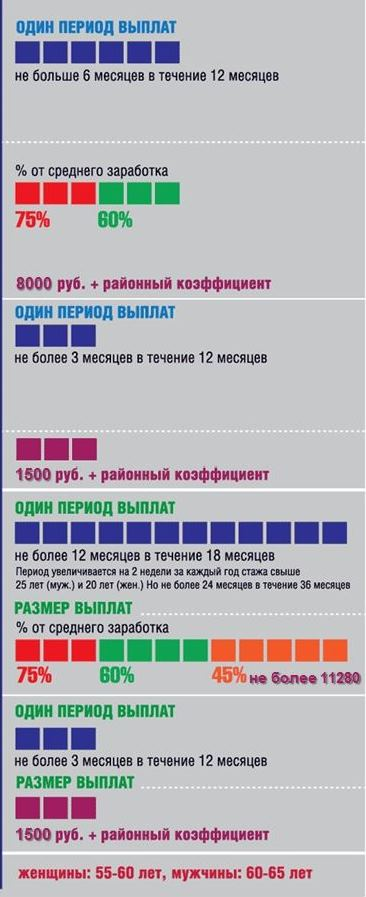 ОДИН ПЕРИОД ВЫПЛАТ
не больше 6 месяцев в течение 12 месяцев
% от среднего заработка
75% 60%
8000 руб. + районный коэффициент
ОДИН ПЕРИОД ВЫПЛАТ
не более 3 месяцев в течение 12 месяцев
1500 руб. + районный коэффициент
ОДИН ПЕРИОД ВЫПЛАТ
не более 12 месяцев в течение 18 месяцев
Период увеличивается на 2 недели за каждый год стажа свыше
25 лет (муж.) и 20 лет (жен.) Но не более 24 месяцев в течение 36 месяцев
РАЗМЕР ВЫПЛАТ
% от среднего заработка
75% 60% 45% не более 11280
ОДИН ПЕРИОД ВЫПЛАТ
не более 3 месяцев в течение 12 месяцев
РАЗМЕР ВЫПЛАТ
1500 руб. + районный коэффициент
женщины: 55-60 лет, мужчины: 60-65 лет